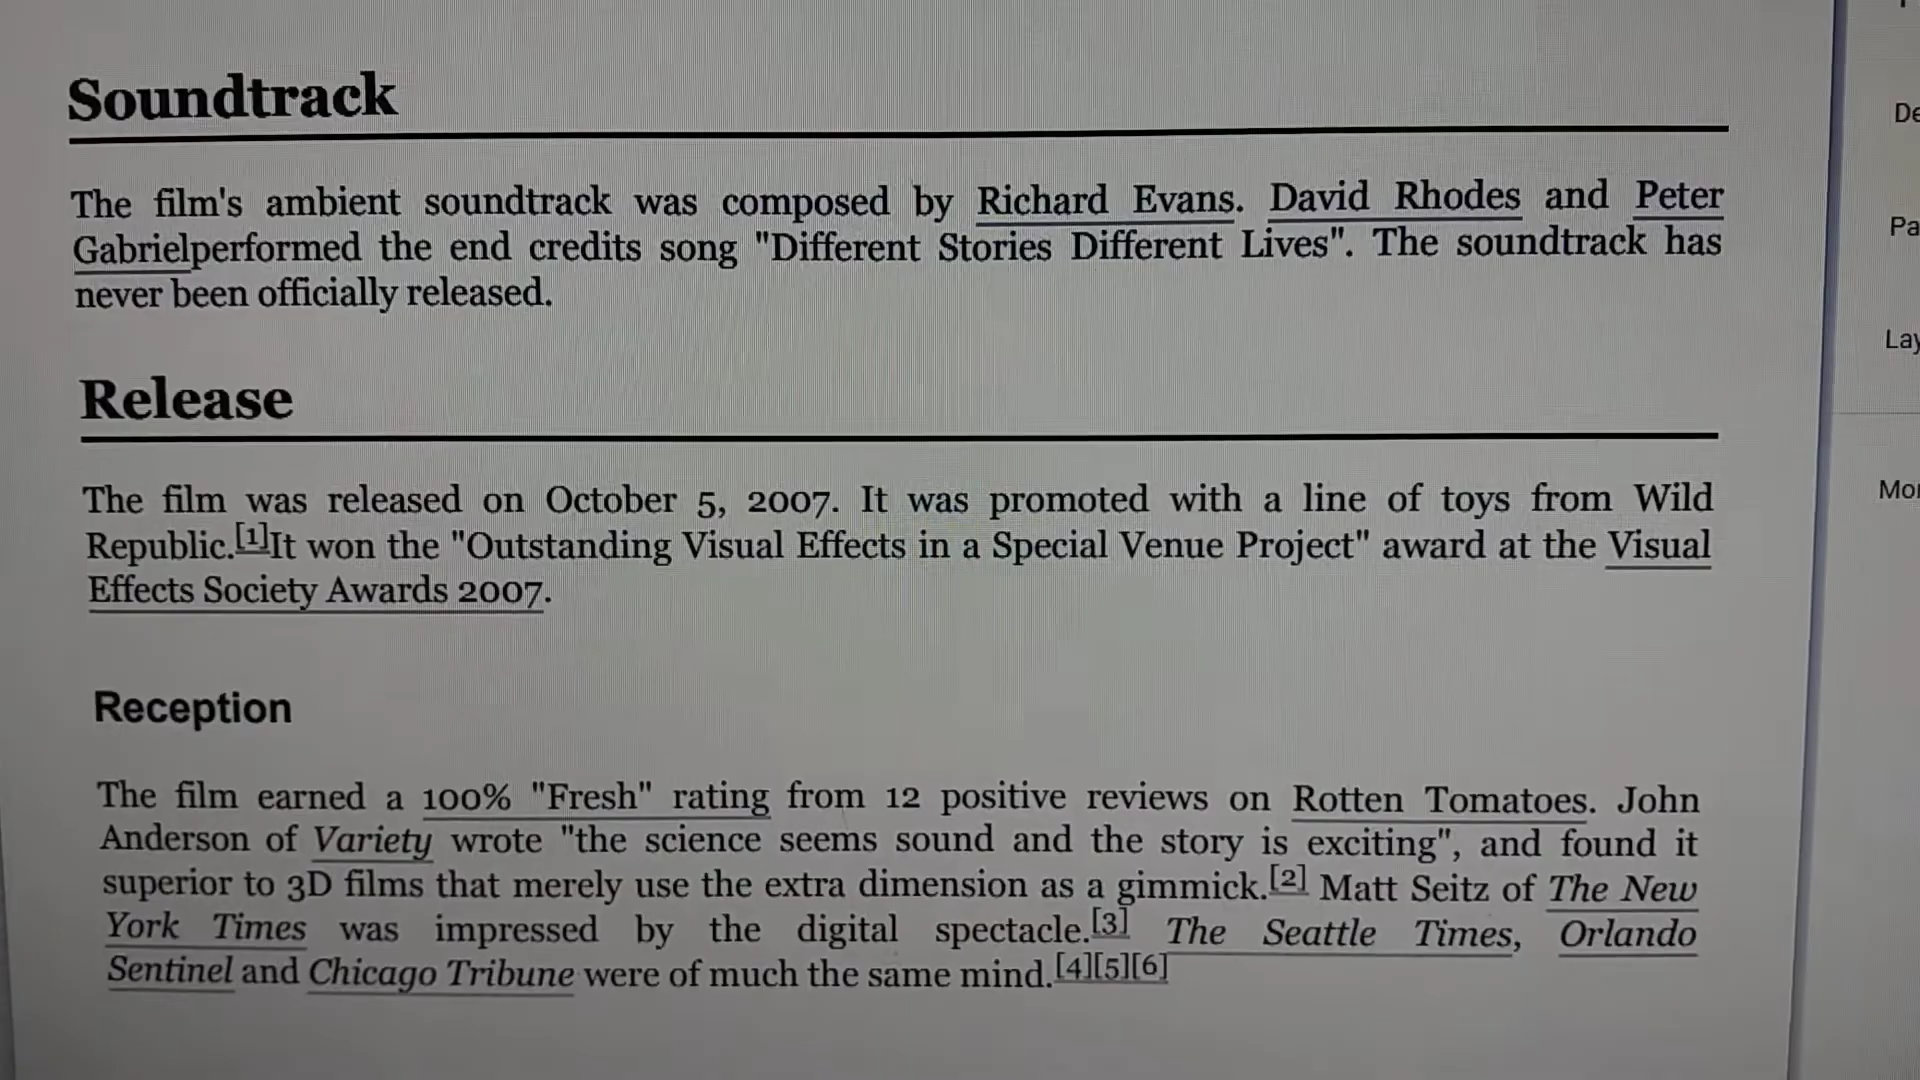 Soundtrack
The film's ambient soundtrack was composed by Richard Evans. David Rhodes and Peter
Gabrielperformed the end credits song "Different Stories Different Lives". The soundtrack has
never been officially released.
Release
The film was released on October 5, 2007. It was promoted with a line of toys from Wild
Republic.[1]It won the "Outstanding Visual Effects in a Special Venue Project" award at the Visual
Effects Society Awards 2007.
Reception
The film earned a 100% "Fresh" rating from 12 positive reviews on Rotten Tomatoes. John
Anderson of Variety wrote "the science seems sound and the story is exciting", and found it
superior to 3D films that merely use the extra dimension as a gimmick.[2] Matt Seitz of The New
York Times was impressed by the digital spectacle.[3] The Seattle Times, Orlando
Sentinel and Chicago Tribune were of much the same mind.[4][5][6]